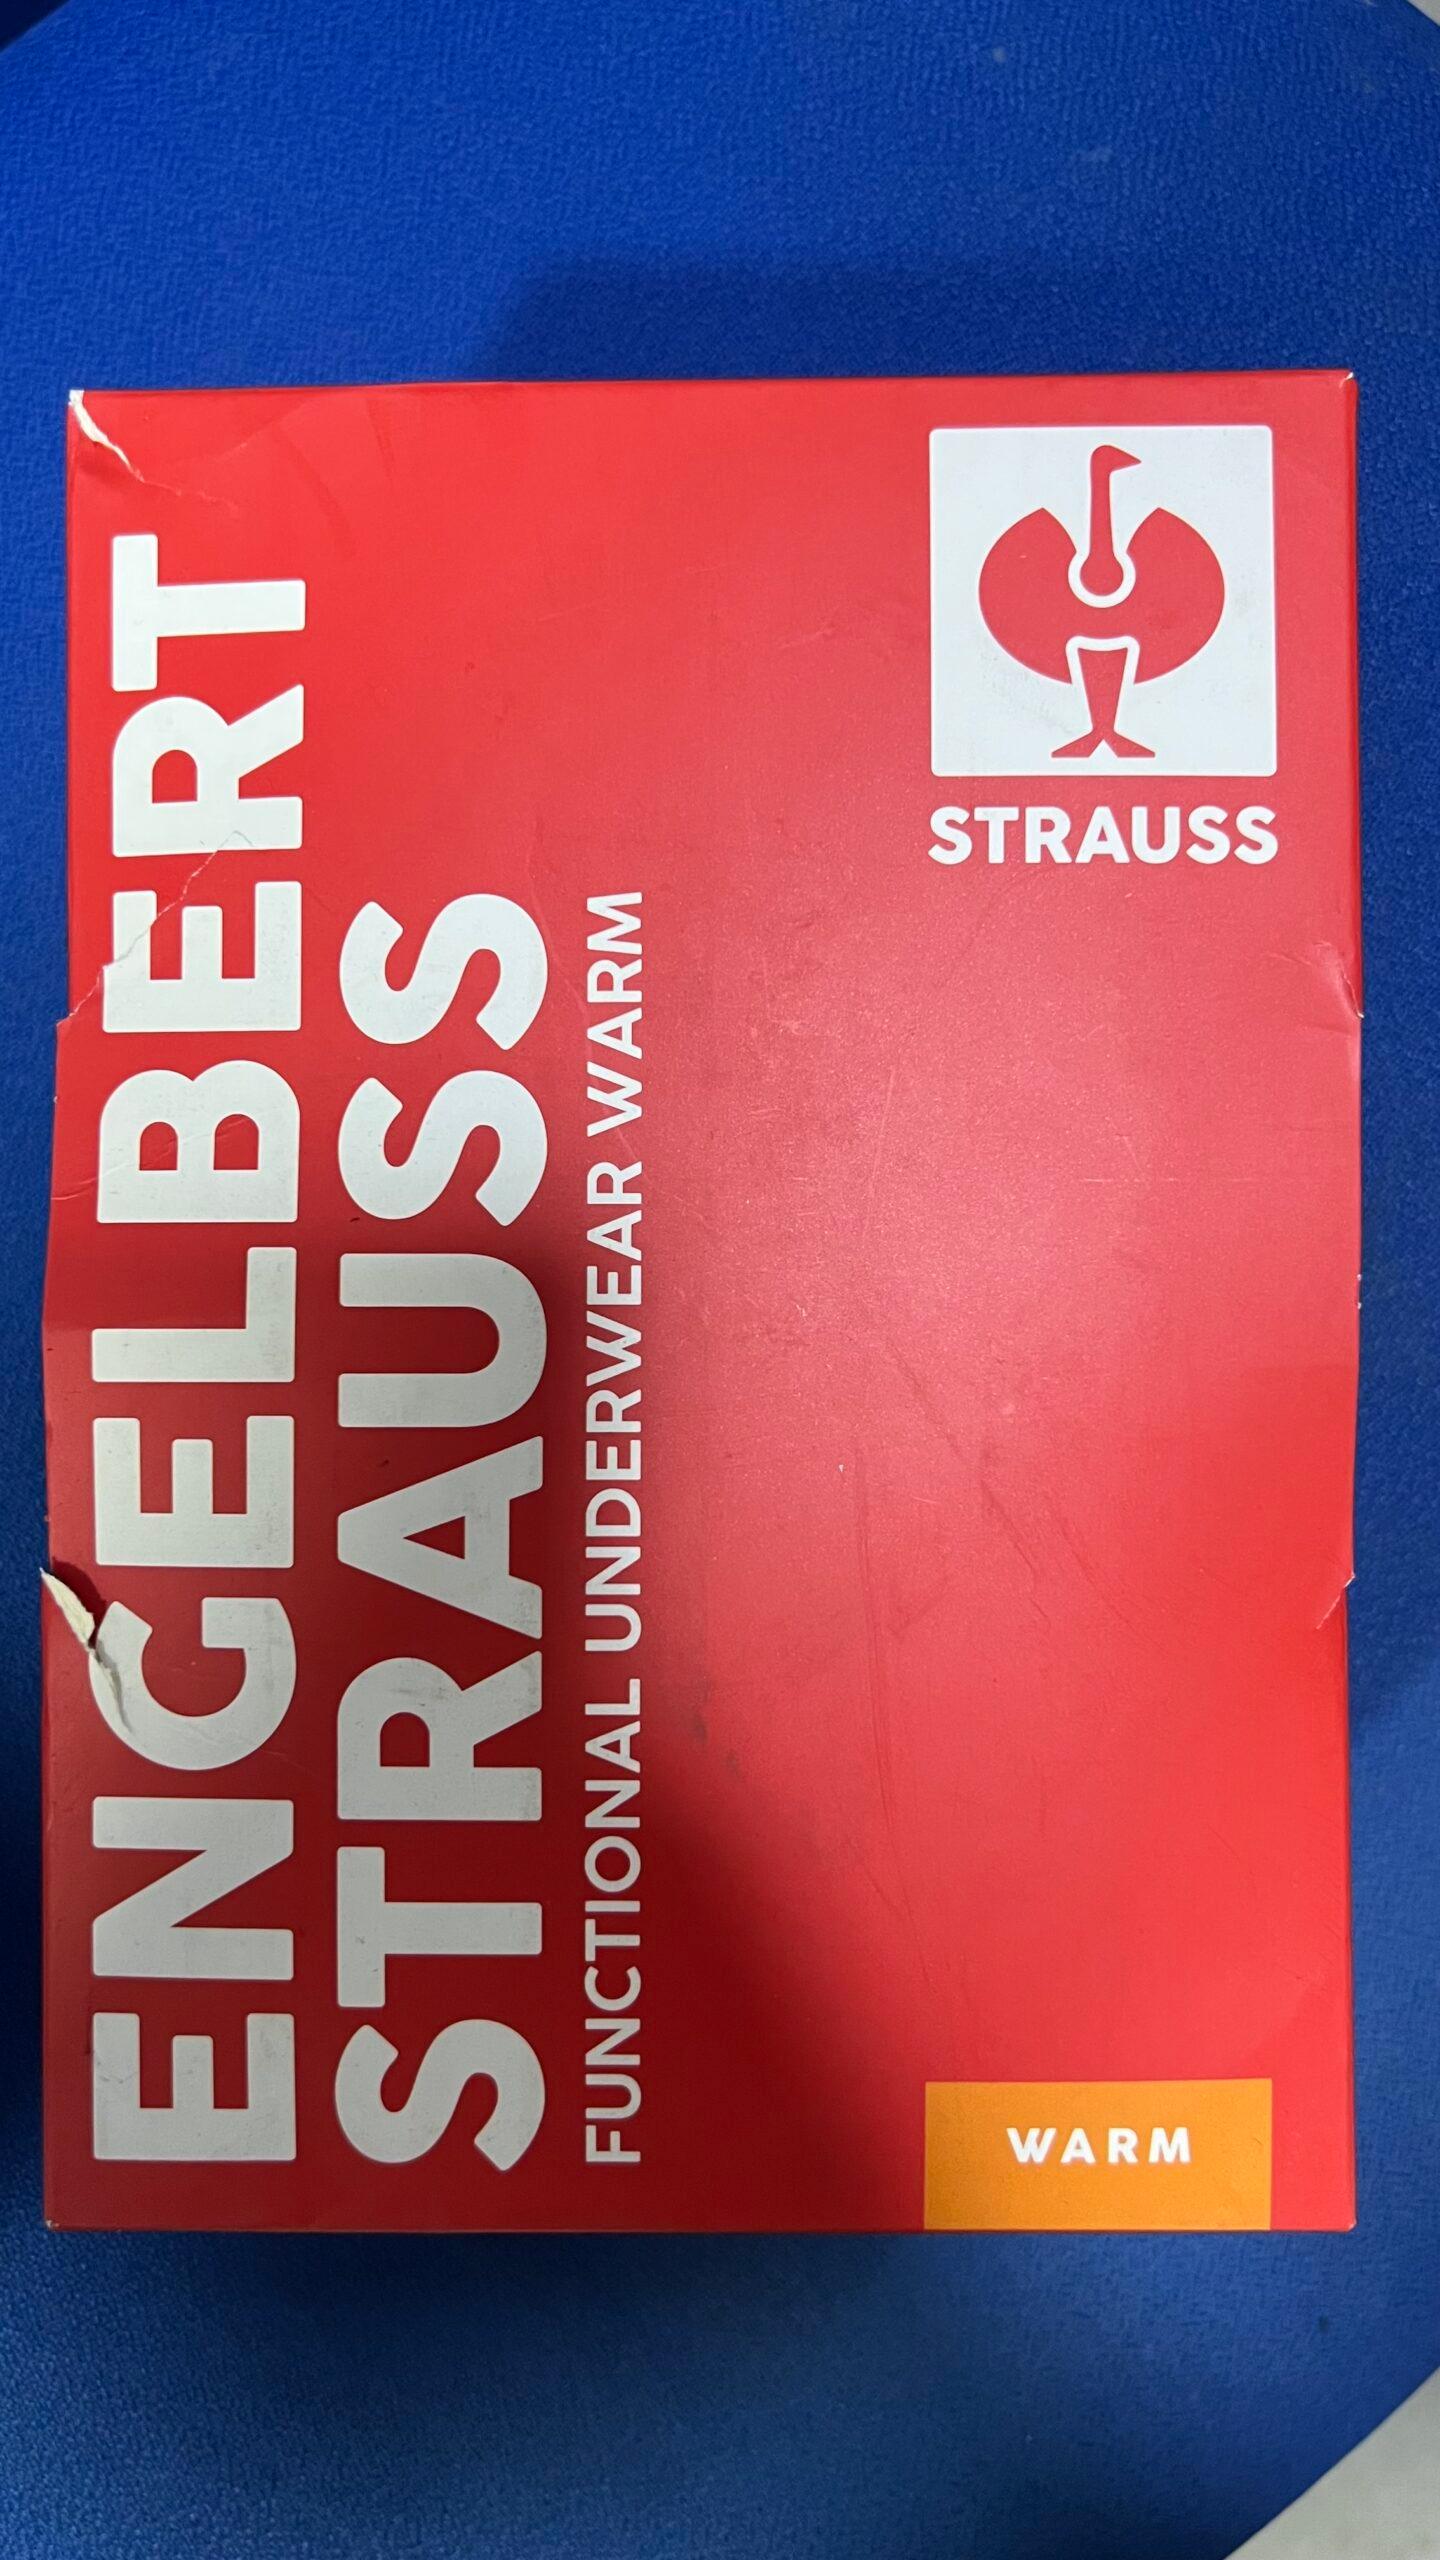 ENGELBERT
STRAUSS
FUNCTIONAL UNDERWEAR WARM
STRAUSS
WARM